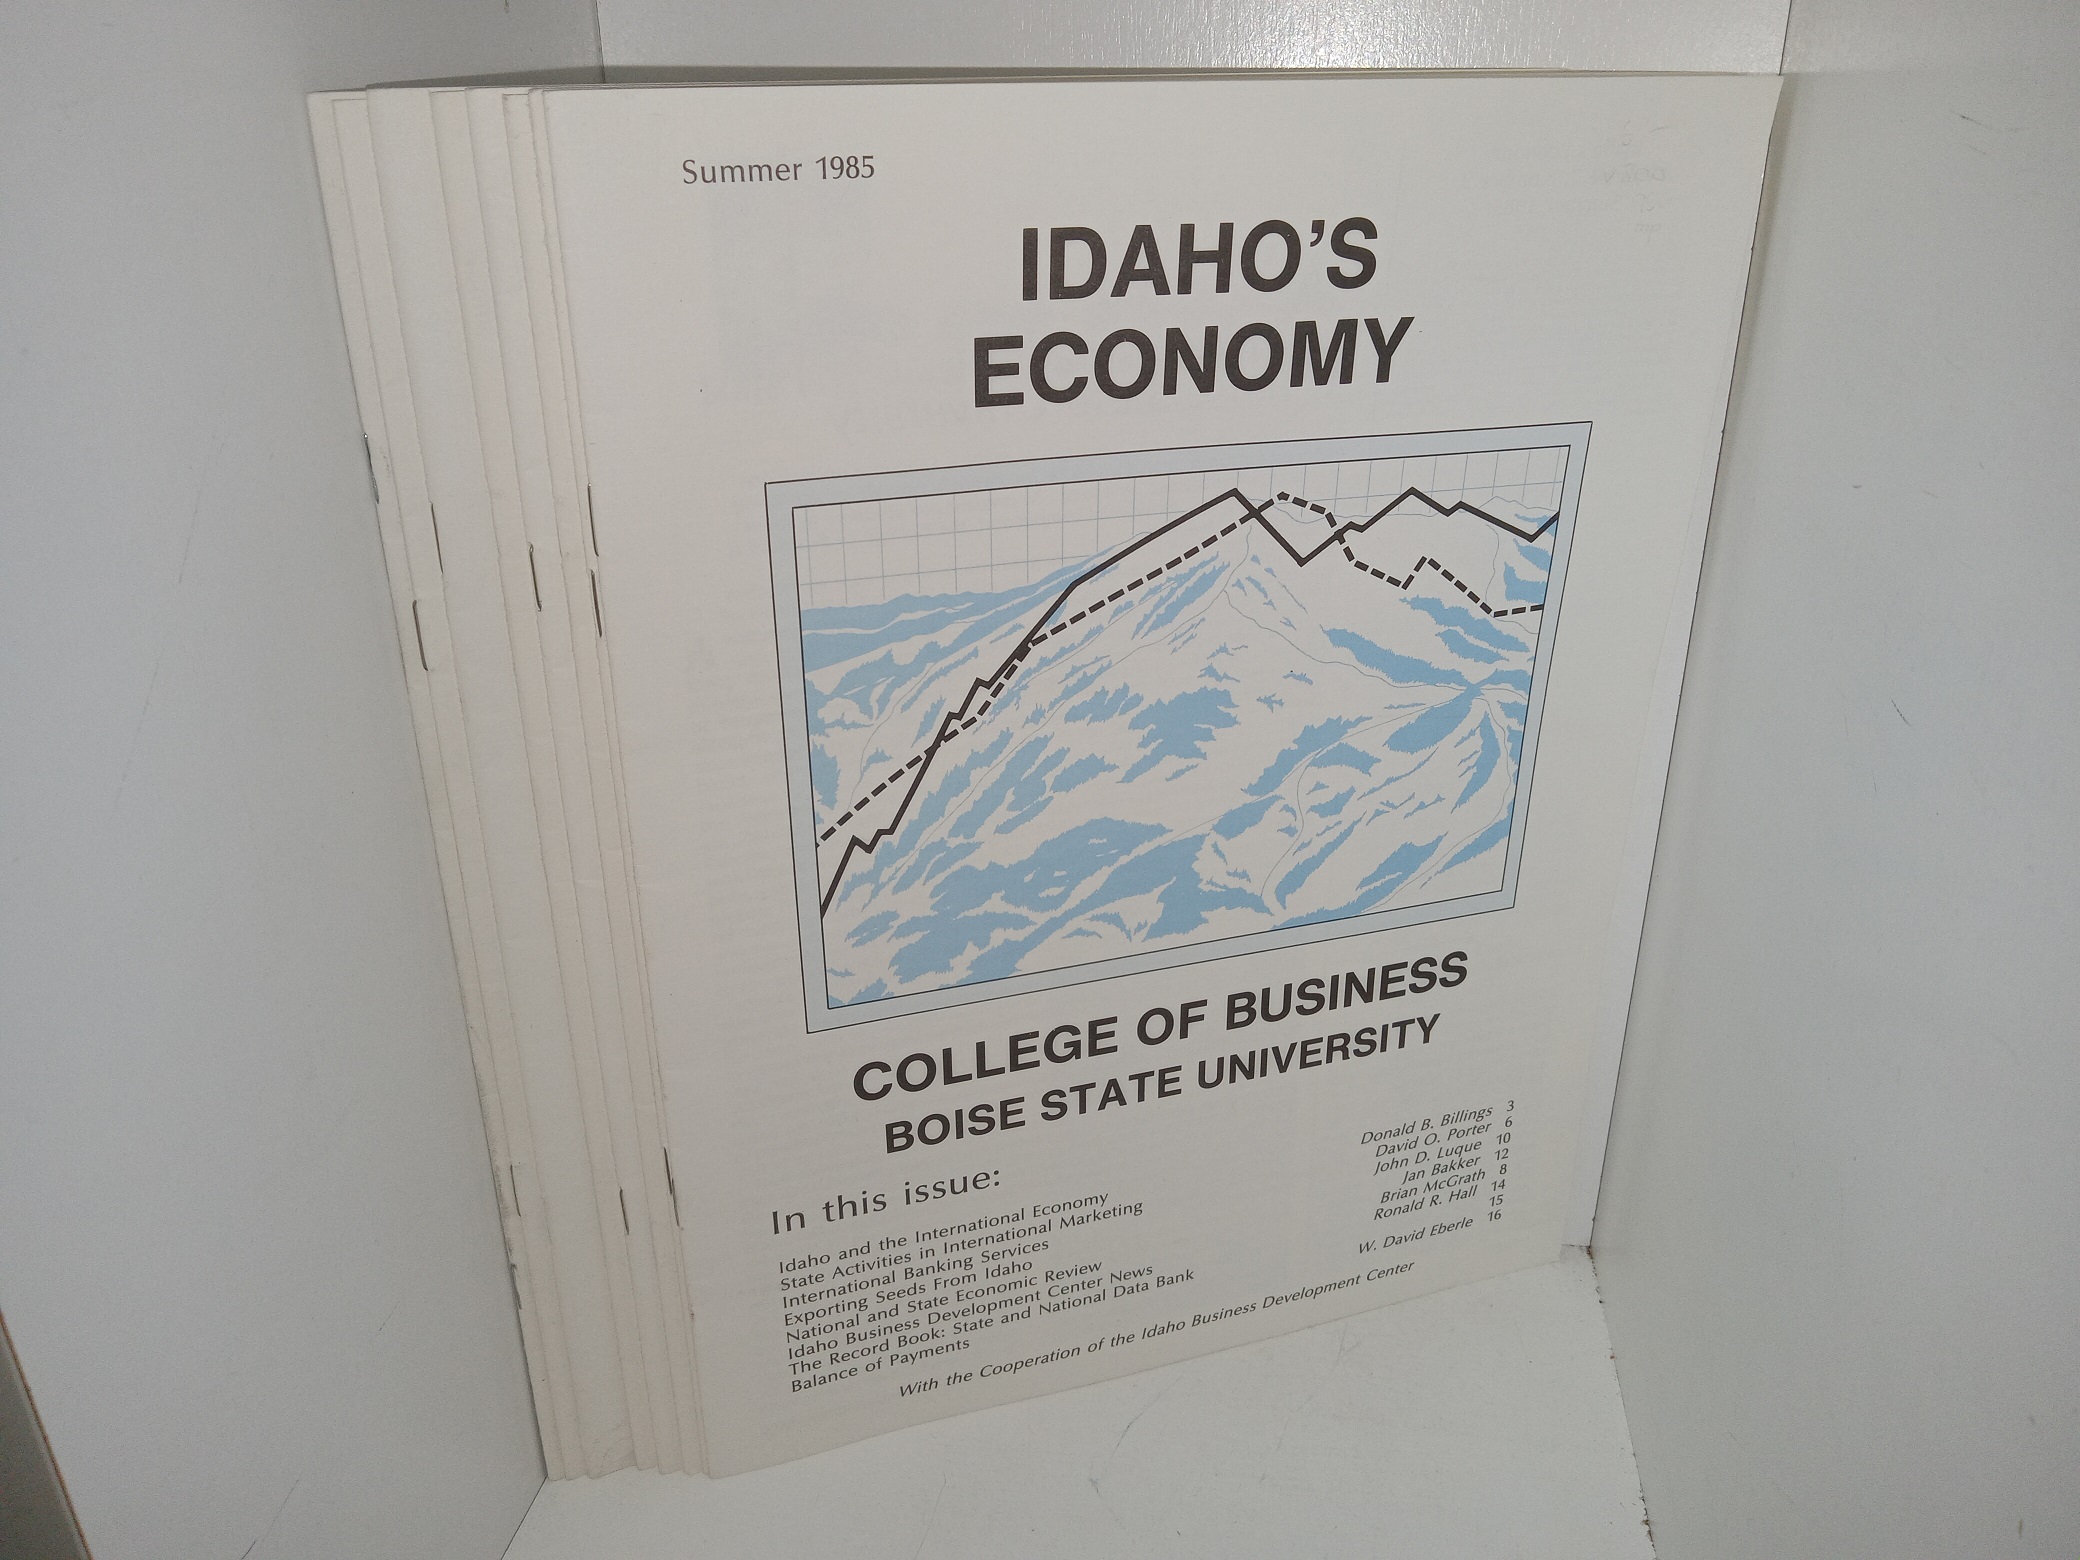 Summer 1985
IDAHO'S
ECONOMY
COLLEGE OF BUSINESS
BOISE STATE UNIVERSITY
In this issue:
Idaho and the International Economy Donald B. Billings 3
State Activities in International Marketing David O. Porter 6
International Banking Services John D. Luque 10
Exporting Seeds From Idaho Jan Bakker 12
National and State Economic Review Brian McGrath 8
Idaho Business Development Center News Ronald R. Hall 14
The Record Book: State and National Data Bank 15
Balance of Payments W. David Eberle 16
With the Cooperation of the Idaho Business Development Center